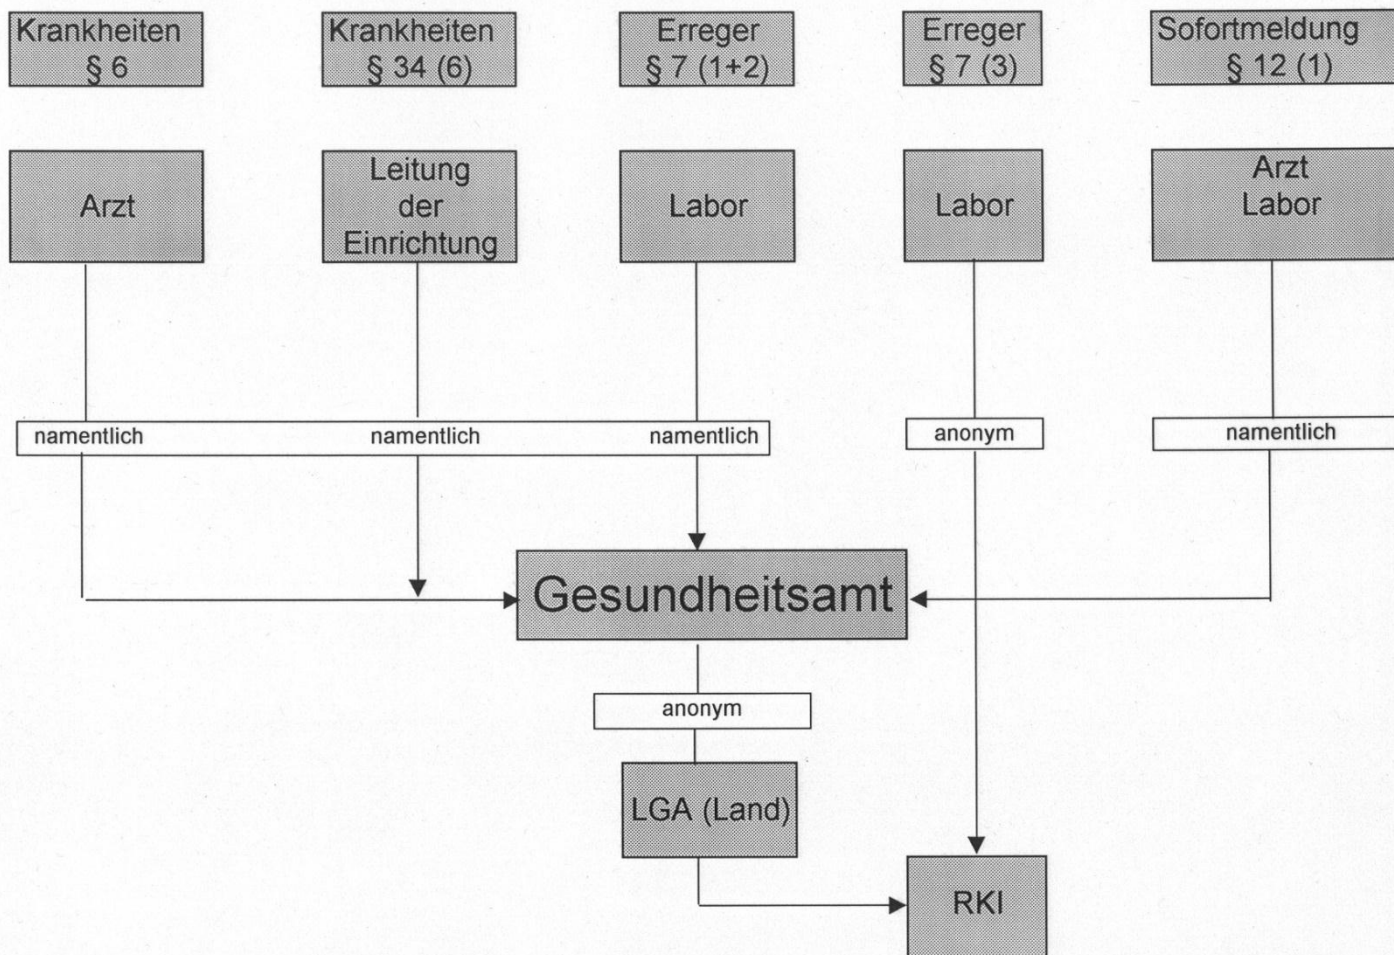 Krankheiten
§ 6
Krankheiten
§ 34 (6)
Erreger
§ 7 (1+2)
Erreger
§ 7 (3)
Sofortmeldung
§ 12 (1)
Arzt
Leitung
der
Einrichtung
Labor
Labor
Arzt
Labor
namentlich
namentlich
namentlich
anonym
namentlich
Gesundheitsamt
anonym
LGA (Land)
RKI